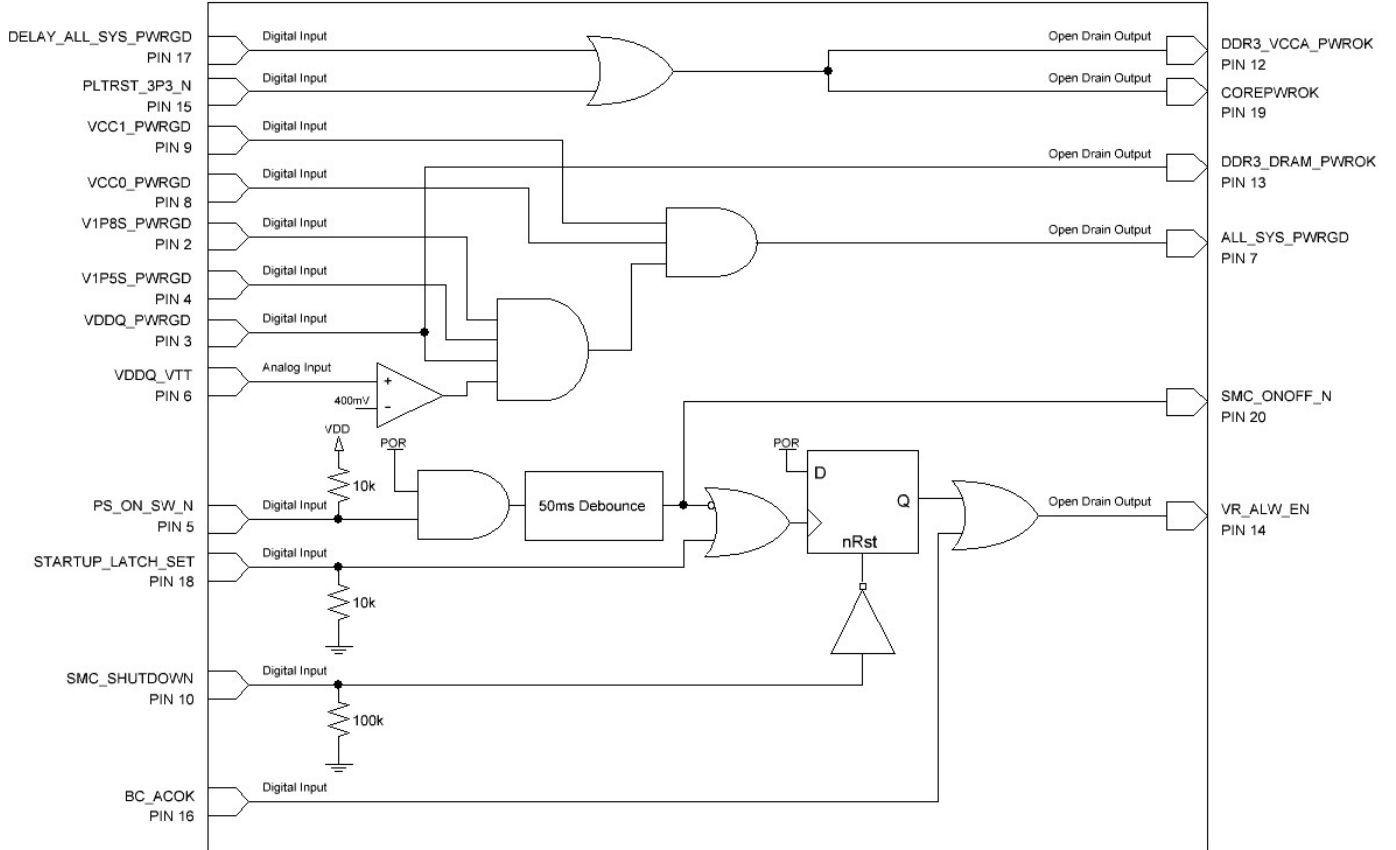 DELAY_ALL_SYS_PWRGD
PIN 17
Digital Input
Open Drain Output
DDR3_VCCA_PWROK
PIN 12
PLTRST_3P3_N
PIN 15
Digital Input
Open Drain Output
COREPWROK
PIN 19
VCC1_PWRGD
PIN 9
Digital Input
Open Drain Output
DDR3_DRAM_PWROK
PIN 13
VCC0_PWRGD
PIN 8
Digital Input
V1P8S_PWRGD
PIN 2
Digital Input
Open Drain Output
ALL_SYS_PWRGD
PIN 7
V1P5S_PWRGD
PIN 4
Digital Input
VDDQ_PWRGD
PIN 3
Digital Input
VDDQ_VTT
PIN 6
Analog Input
+
400mV
-
SMC_ONOFF_N
PIN 20
VDD
10k
POR
POR
D
Q
nRst
PS_ON_SW_N
PIN 5
Digital Input
50ms Debounce
Open Drain Output
VR_ALW_EN
PIN 14
STARTUP_LATCH_SET
PIN 18
Digital Input
10k
SMC_SHUTDOWN
PIN 10
Digital Input
100k
BC_ACOK
PIN 16
Digital Input